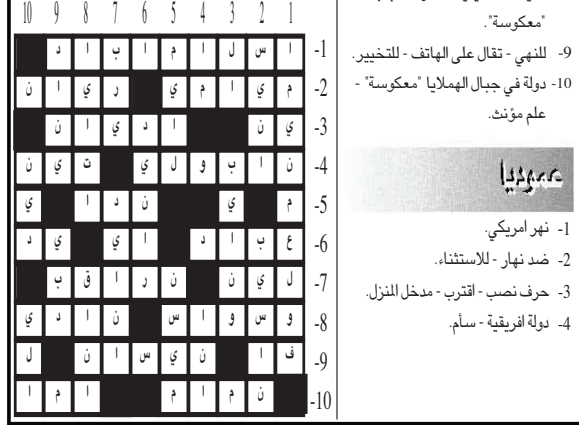 "معكوسة".
9- للنهي - تقال على الهاتف - للتخيير.
10- دولة في جبال الهملايا "معكوسة" -
علم مؤنث.
عموديا
1- نهر امريكي.
2- ضد نهار - للاستثناء.
3- حرف نصب - اقترب - مدخل المنزل.
4- دولة افريقية - سأم.
1 2 3 4 5 6 7 8 9 10
1- ا س ل ا م ا ب ا د
2- م ي ا م ي ر ي ا ن
3- ي ن ا د ي ا ن
4- ن ا ب و ل ي ت ي ن
5- م ي ن د ا ي
6- ع ب ا د ا ي ي د
7- ل ي ن ن ر ا ق ب
8- و س و ا س ن ا د ي
9- ف ا ن ي س ا ن ل
10- ن م ا م ا م ا